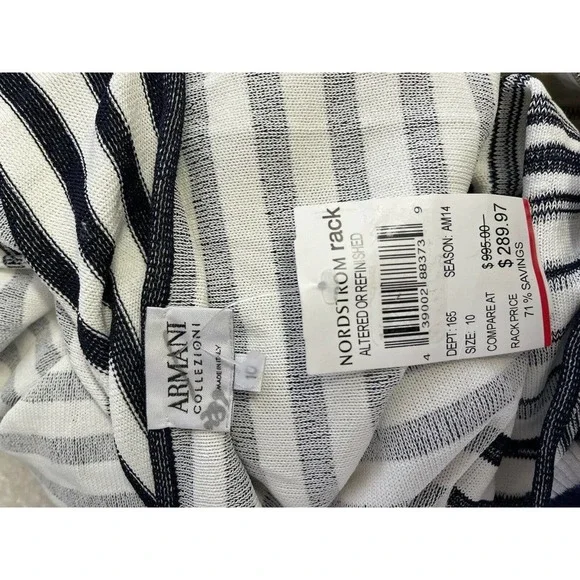 NORDSTROM rack
ALTERED OR REFINISHED
4 39002 88373 9
DEPT: 165 SEASON: AM14
SIZE: 10
COMPARE AT $ 995.00
RACK PRICE $ 289.97
71% SAVINGS
ARMANI
COLLEZIONI
MADE IN ITALY
10